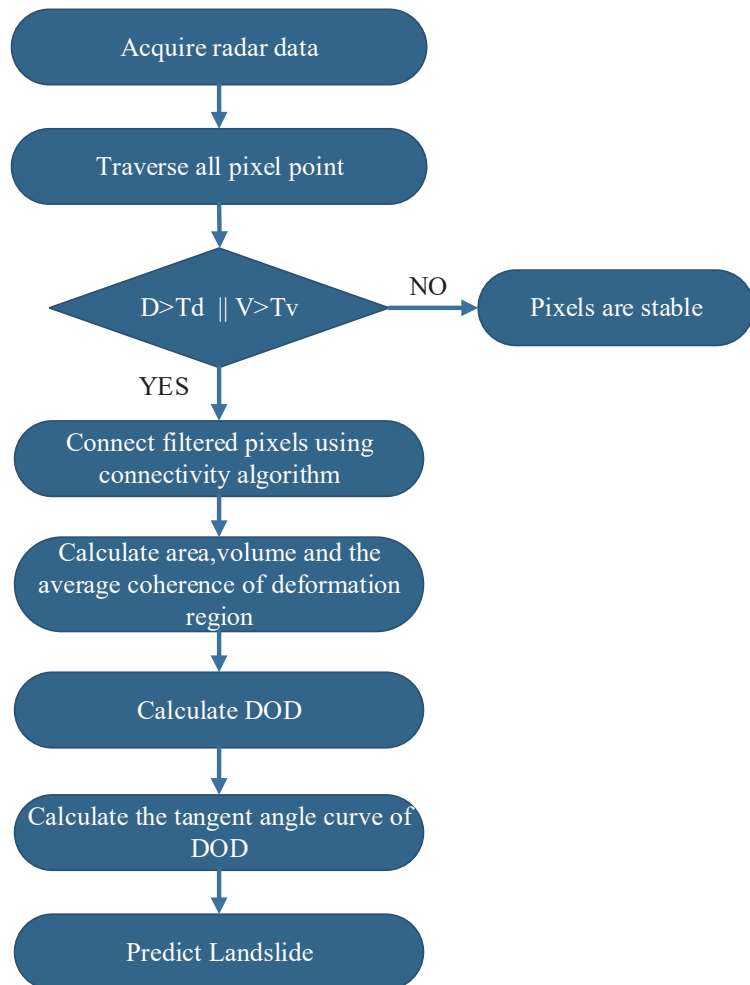 Acquire radar data
Traverse all pixel point
D>Td || V>Tv
NO
Pixels are stable
YES
Connect filtered pixels using
connectivity algorithm
Calculate area,volume and the
average coherence of deformation
region
Calculate DOD
Calculate the tangent angle curve of
DOD
Predict Landslide